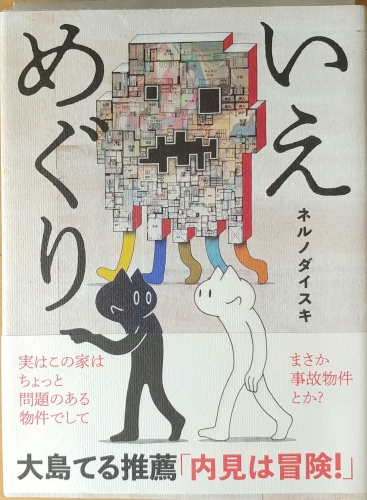 いえ
めぐり
ネルノダイスキ
まさか
事故物件
とか?
実はこの家は
ちょっと
問題のある
物件でして
大島てる推薦「内見は冒険!」